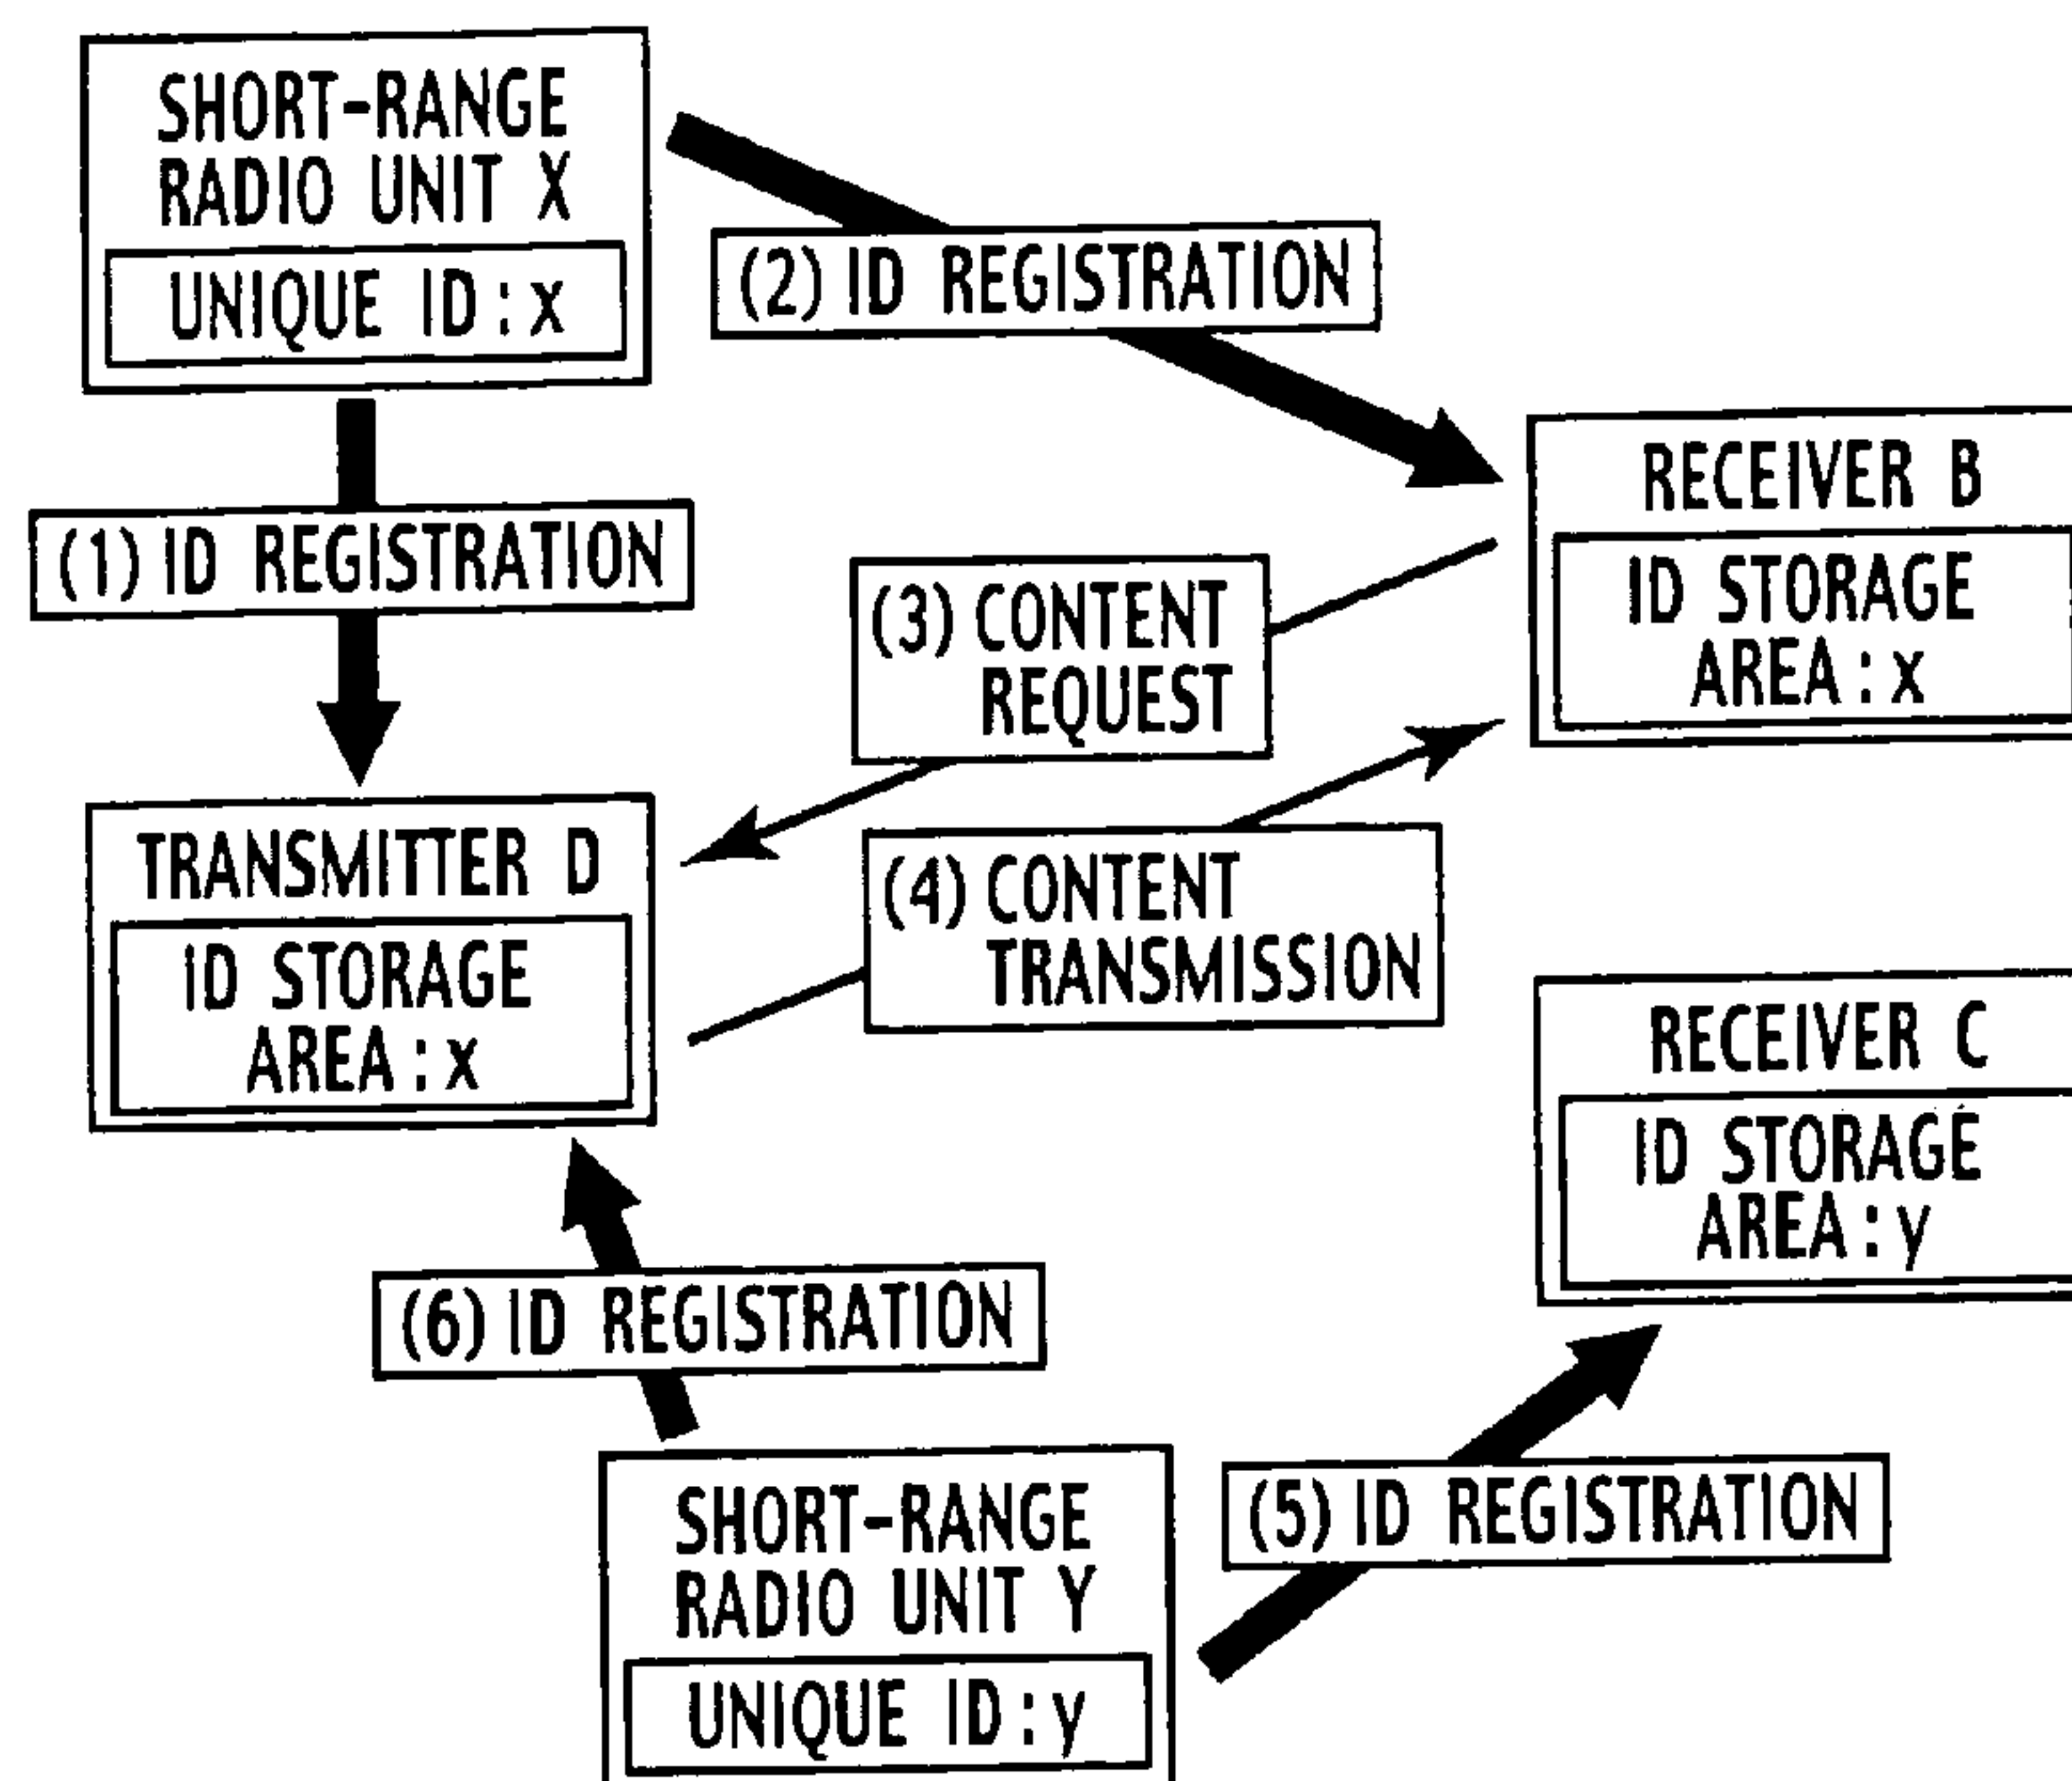 SHORT-RANGE
RADIO UNIT X
UNIQUE ID : x
(2) ID REGISTRATION
(1) ID REGISTRATION
RECEIVER B
ID STORAGE
AREA : x
(3) CONTENT
REQUEST
TRANSMITTER D
ID STORAGE
AREA : x
(4) CONTENT
TRANSMISSION
RECEIVER C
ID STORAGE
AREA : y
(6) ID REGISTRATION
(5) ID REGISTRATION
SHORT-RANGE
RADIO UNIT Y
UNIQUE ID : y